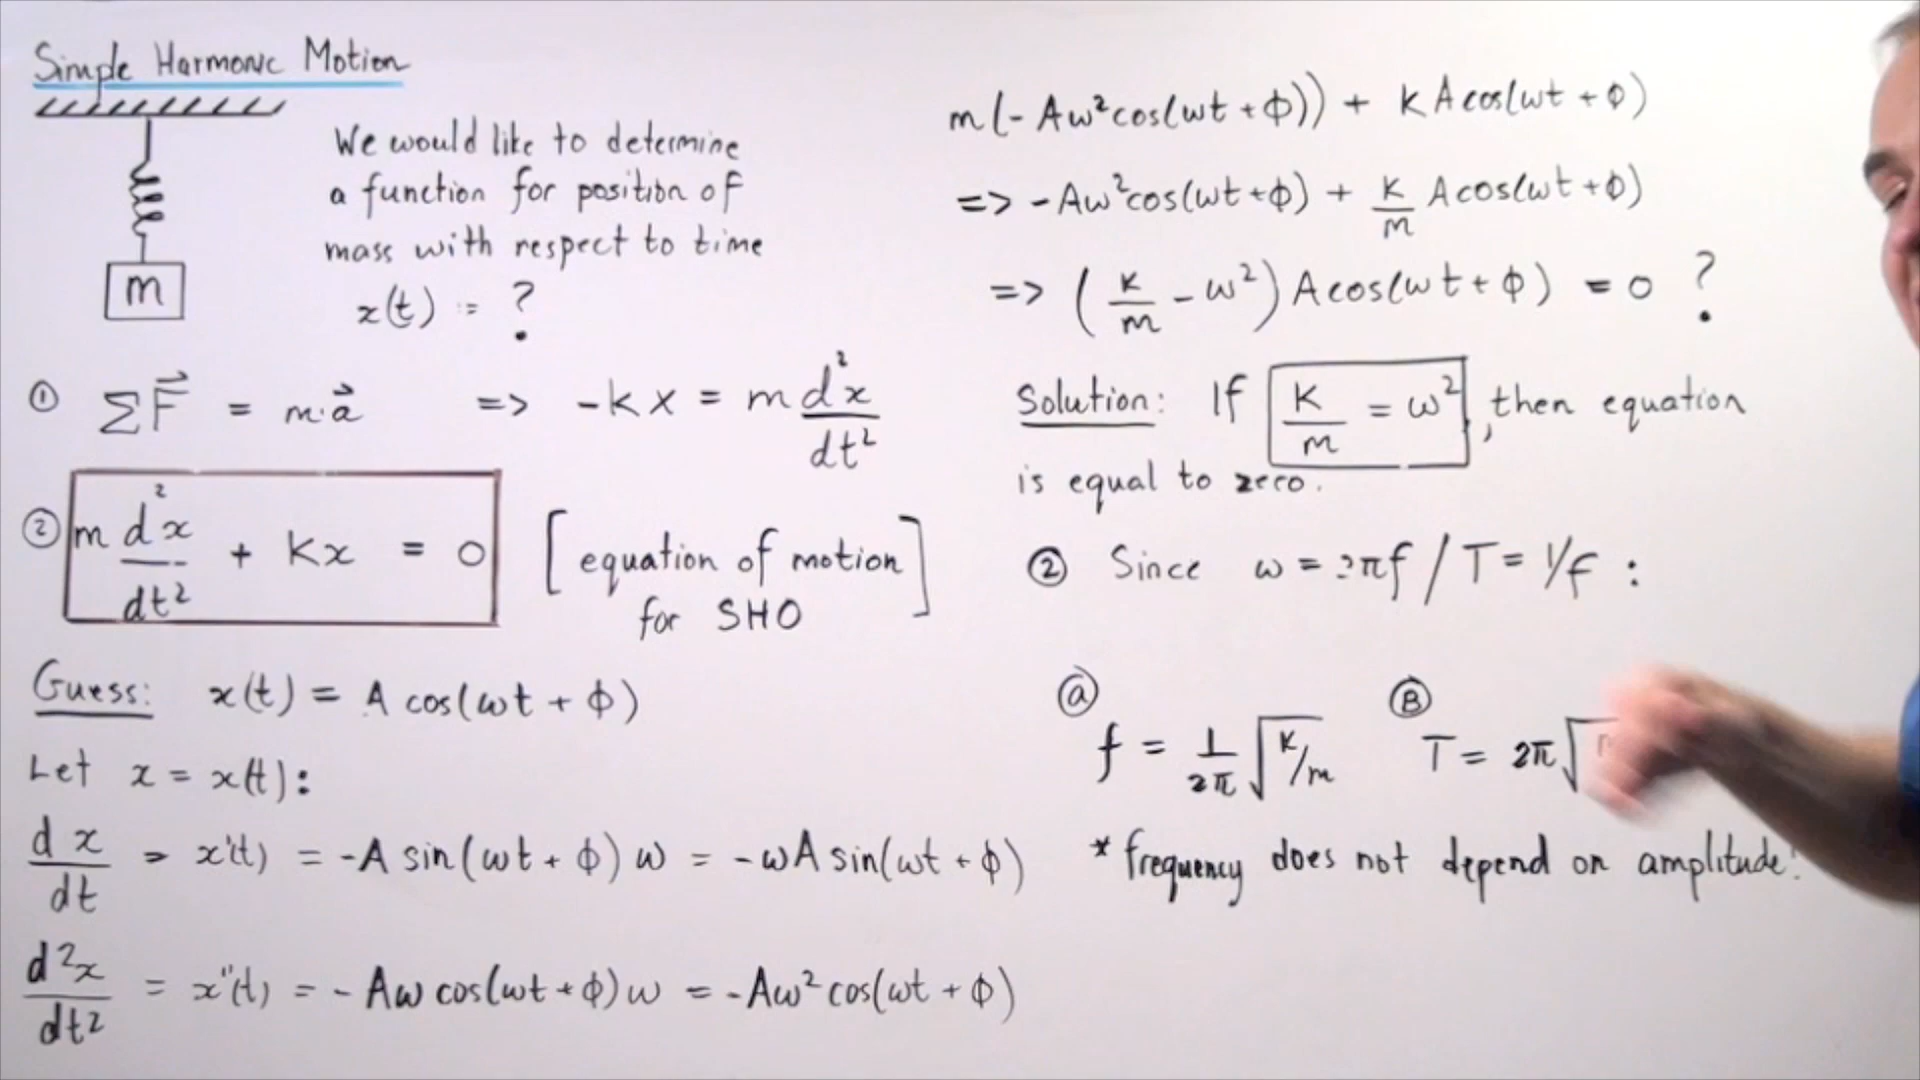 Simple Harmonic Motion
We would like to determine
a function for position of
mass with respect to time
x(t) = ?
m
① ΣF⃗ = m·a⃗ => -kx = m d²x/dt²
② m d²x/dt² + Kx = 0 [equation of motion
for SHO]
Guess: x(t) = A cos(ωt + ϕ)
Let x = x(t):
dx/dt = x'(t) = -A sin(ωt + ϕ) ω = -ωA sin(ωt + ϕ)
d²x/dt² = x"(t) = - Aω cos(ωt + ϕ) ω = -Aω² cos(ωt + ϕ)
m(-Aω²cos(ωt + ϕ)) + KAcos(ωt + ϕ)
=> -Aω²cos(ωt + ϕ) + K/m Acos(ωt + ϕ)
=> (K/m - ω²) Acos(ωt + ϕ) = 0 ?
Solution: If K/m = ω², then equation
is equal to zero.
② Since ω = 2πf / T = 1/f :
ⓐ f = 1/2π √K/m
Ⓑ T = 2π√
* frequency does not depend on amplitude!